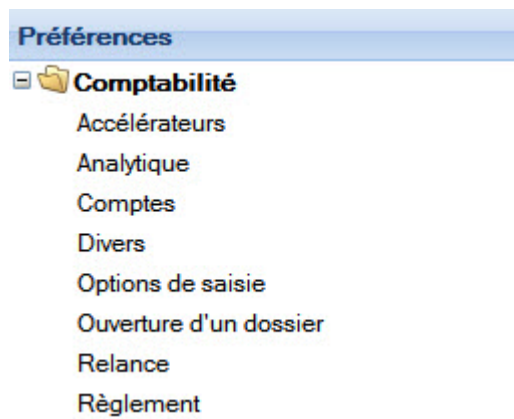 Préférences
Comptabilité
Accélérateurs
Analytique
Comptes
Divers
Options de saisie
Ouverture d'un dossier
Relance
Règlement